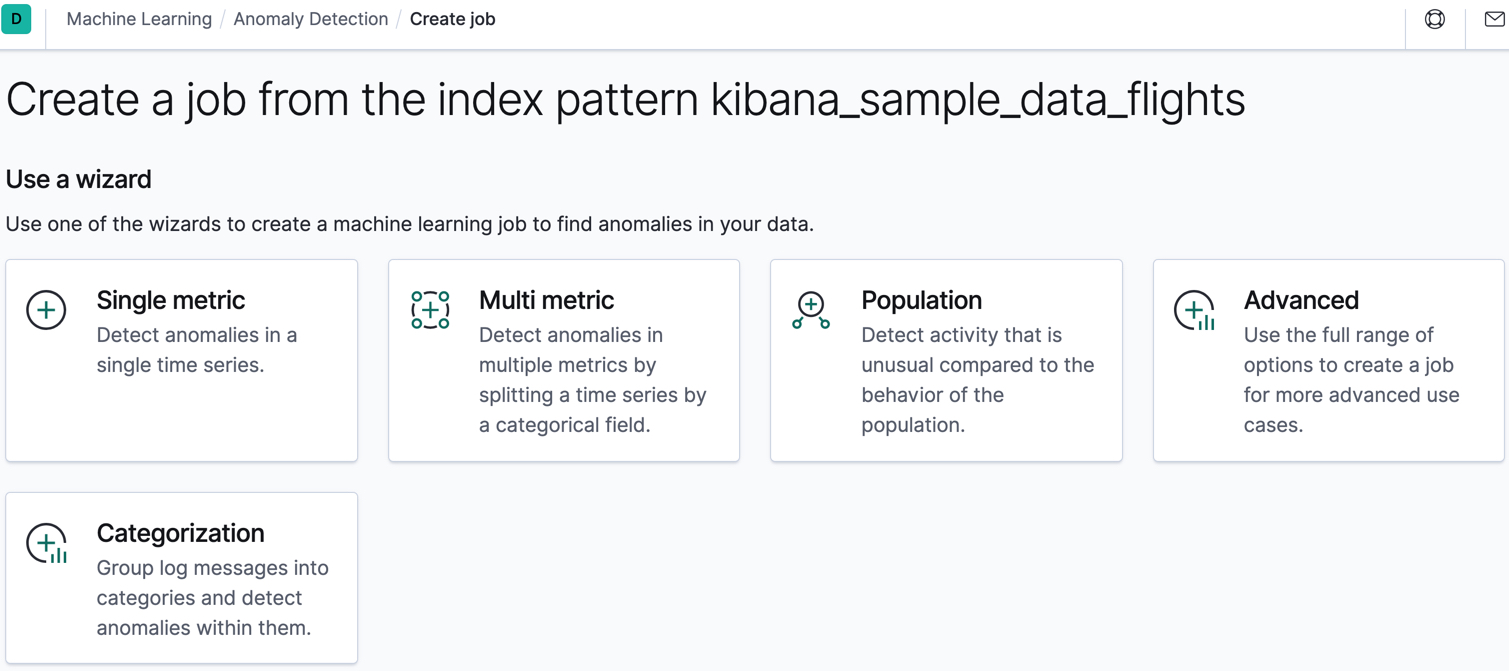 D Machine Learning / Anomaly Detection / Create job
Create a job from the index pattern kibana_sample_data_flights
Use a wizard
Use one of the wizards to create a machine learning job to find anomalies in your data.
Single metric
Detect anomalies in a
single time series.
Multi metric
Detect anomalies in
multiple metrics by
splitting a time series by
a categorical field.
Population
Detect activity that is
unusual compared to the
behavior of the
population.
Advanced
Use the full range of
options to create a job
for more advanced use
cases.
Categorization
Group log messages into
categories and detect
anomalies within them.